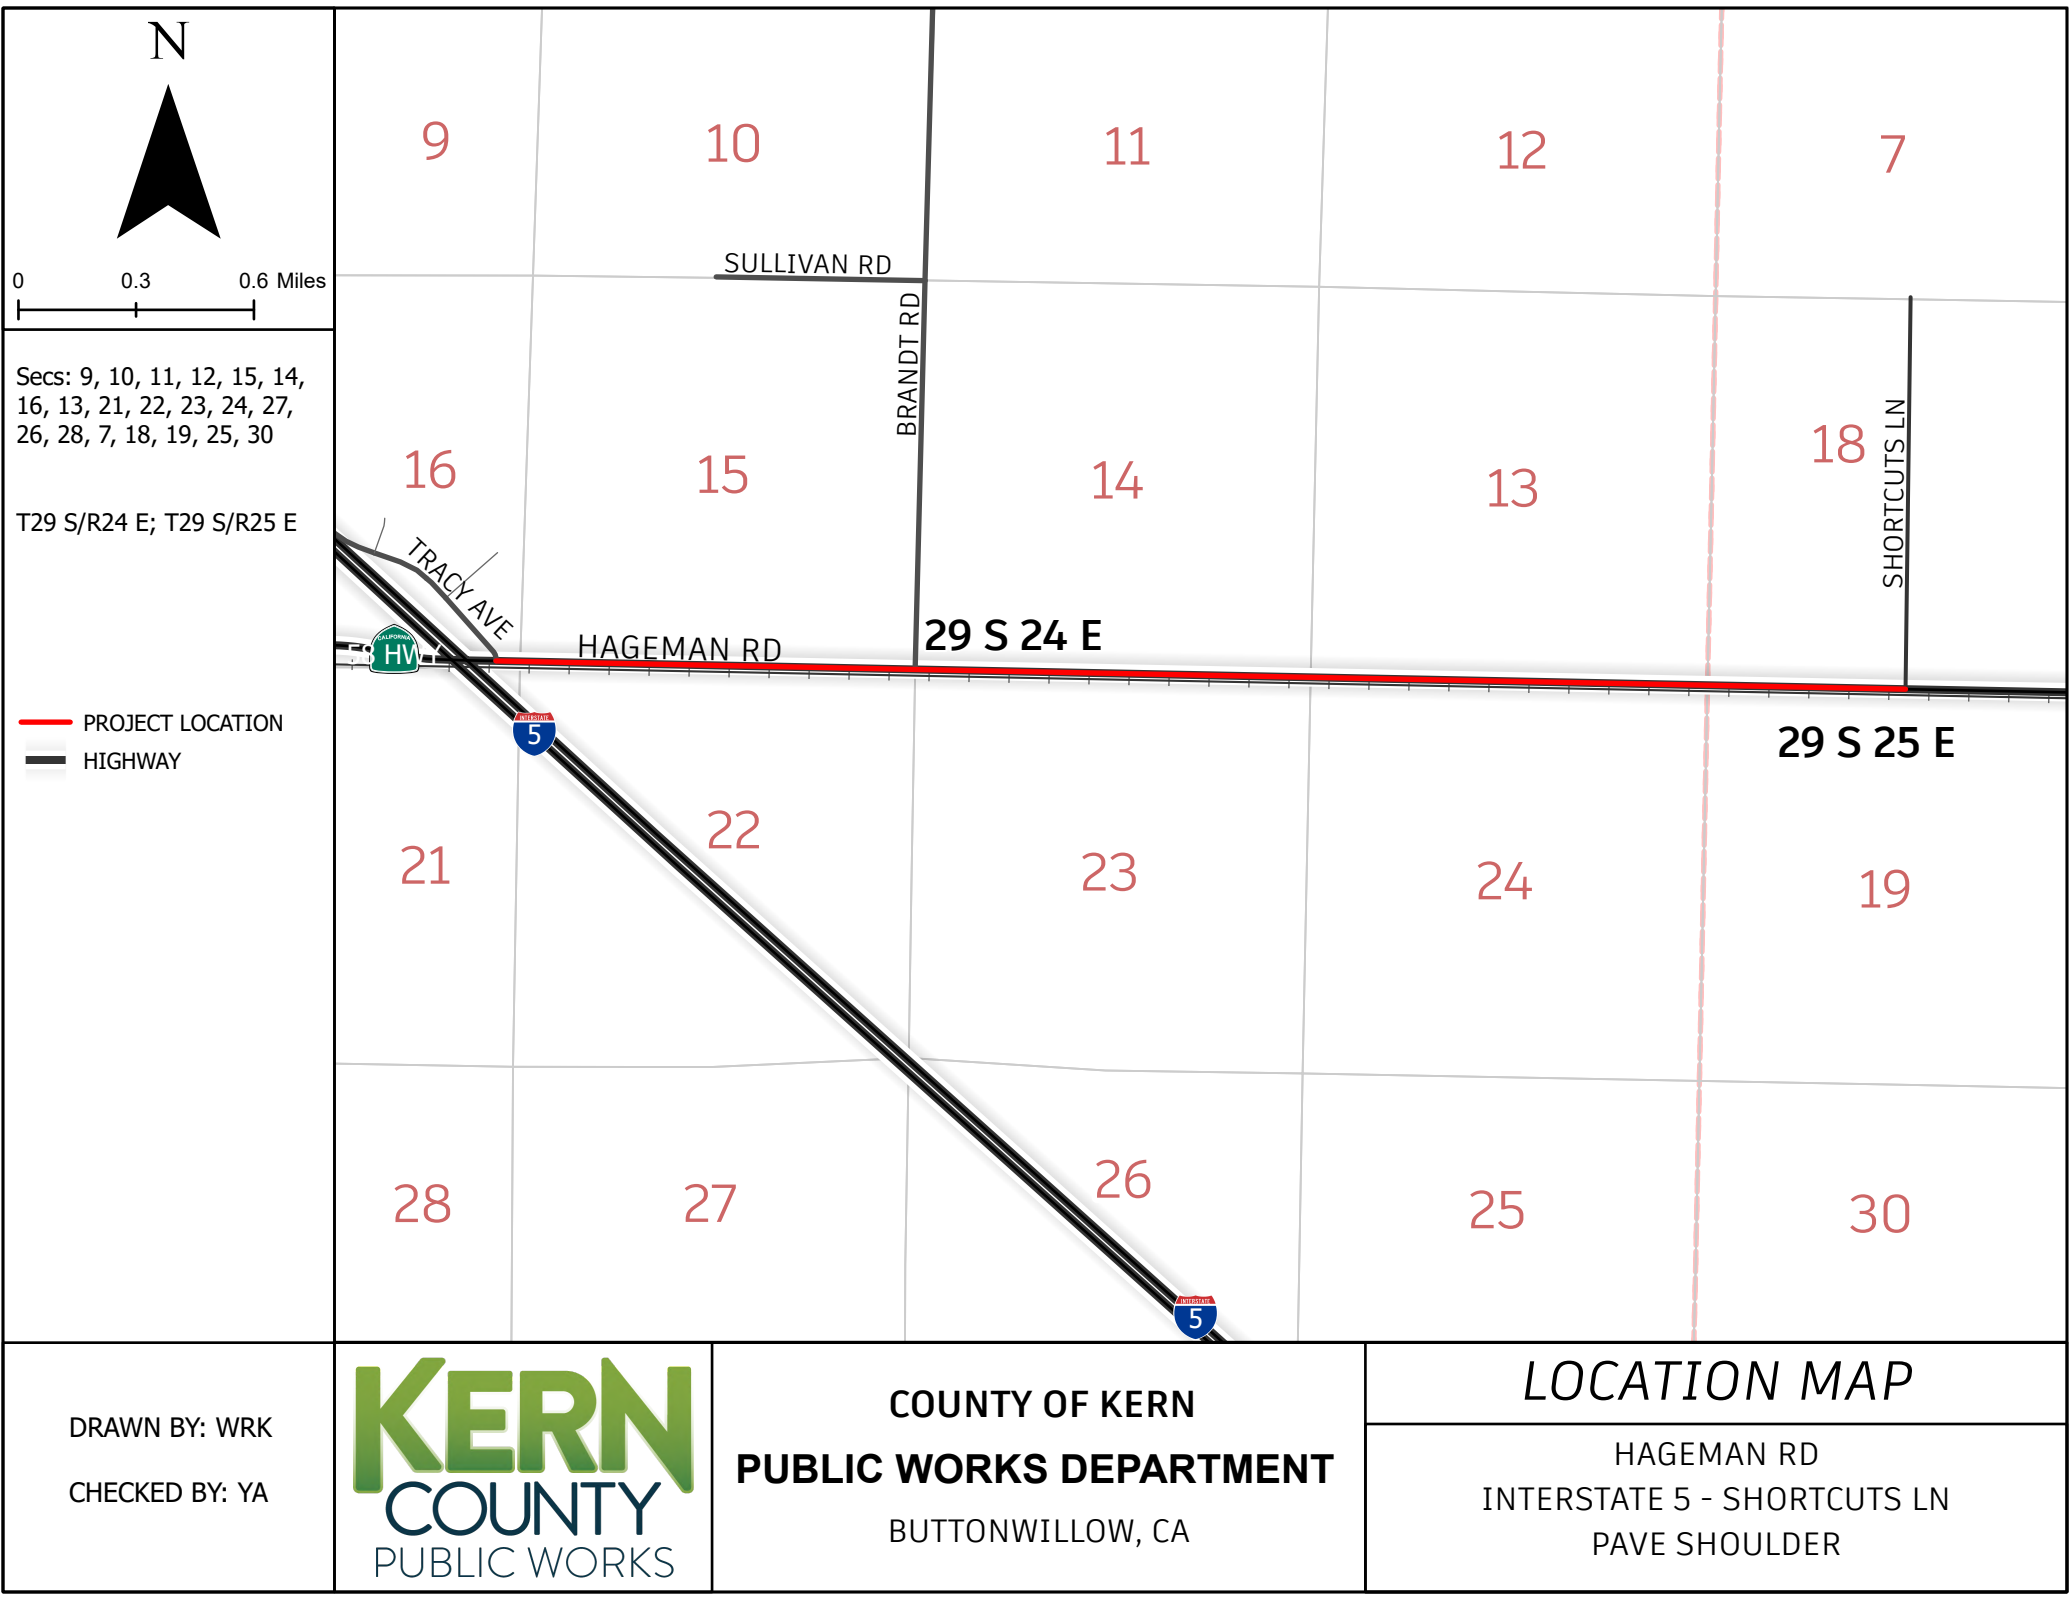 N
0 0.3 0.6 Miles
Secs: 9, 10, 11, 12, 15, 14,
16, 13, 21, 22, 23, 24, 27,
26, 28, 7, 18, 19, 25, 30
T29 S/R24 E; T29 S/R25 E
PROJECT LOCATION
HIGHWAY
9
10
11
12
7
SULLIVAN RD
BRANDT RD
16
15
14
13
18
SHORTCUTS LN
TRACY AVE
CALIFORNIA
58 HWY
HAGEMAN RD
29 S 24 E
INTERSTATE
5
29 S 25 E
21
22
23
24
19
28
27
26
25
30
INTERSTATE
5
DRAWN BY: WRK
CHECKED BY: YA
KERN
COUNTY
PUBLIC WORKS
COUNTY OF KERN
PUBLIC WORKS DEPARTMENT
BUTTONWILLOW, CA
LOCATION MAP
HAGEMAN RD
INTERSTATE 5 - SHORTCUTS LN
PAVE SHOULDER